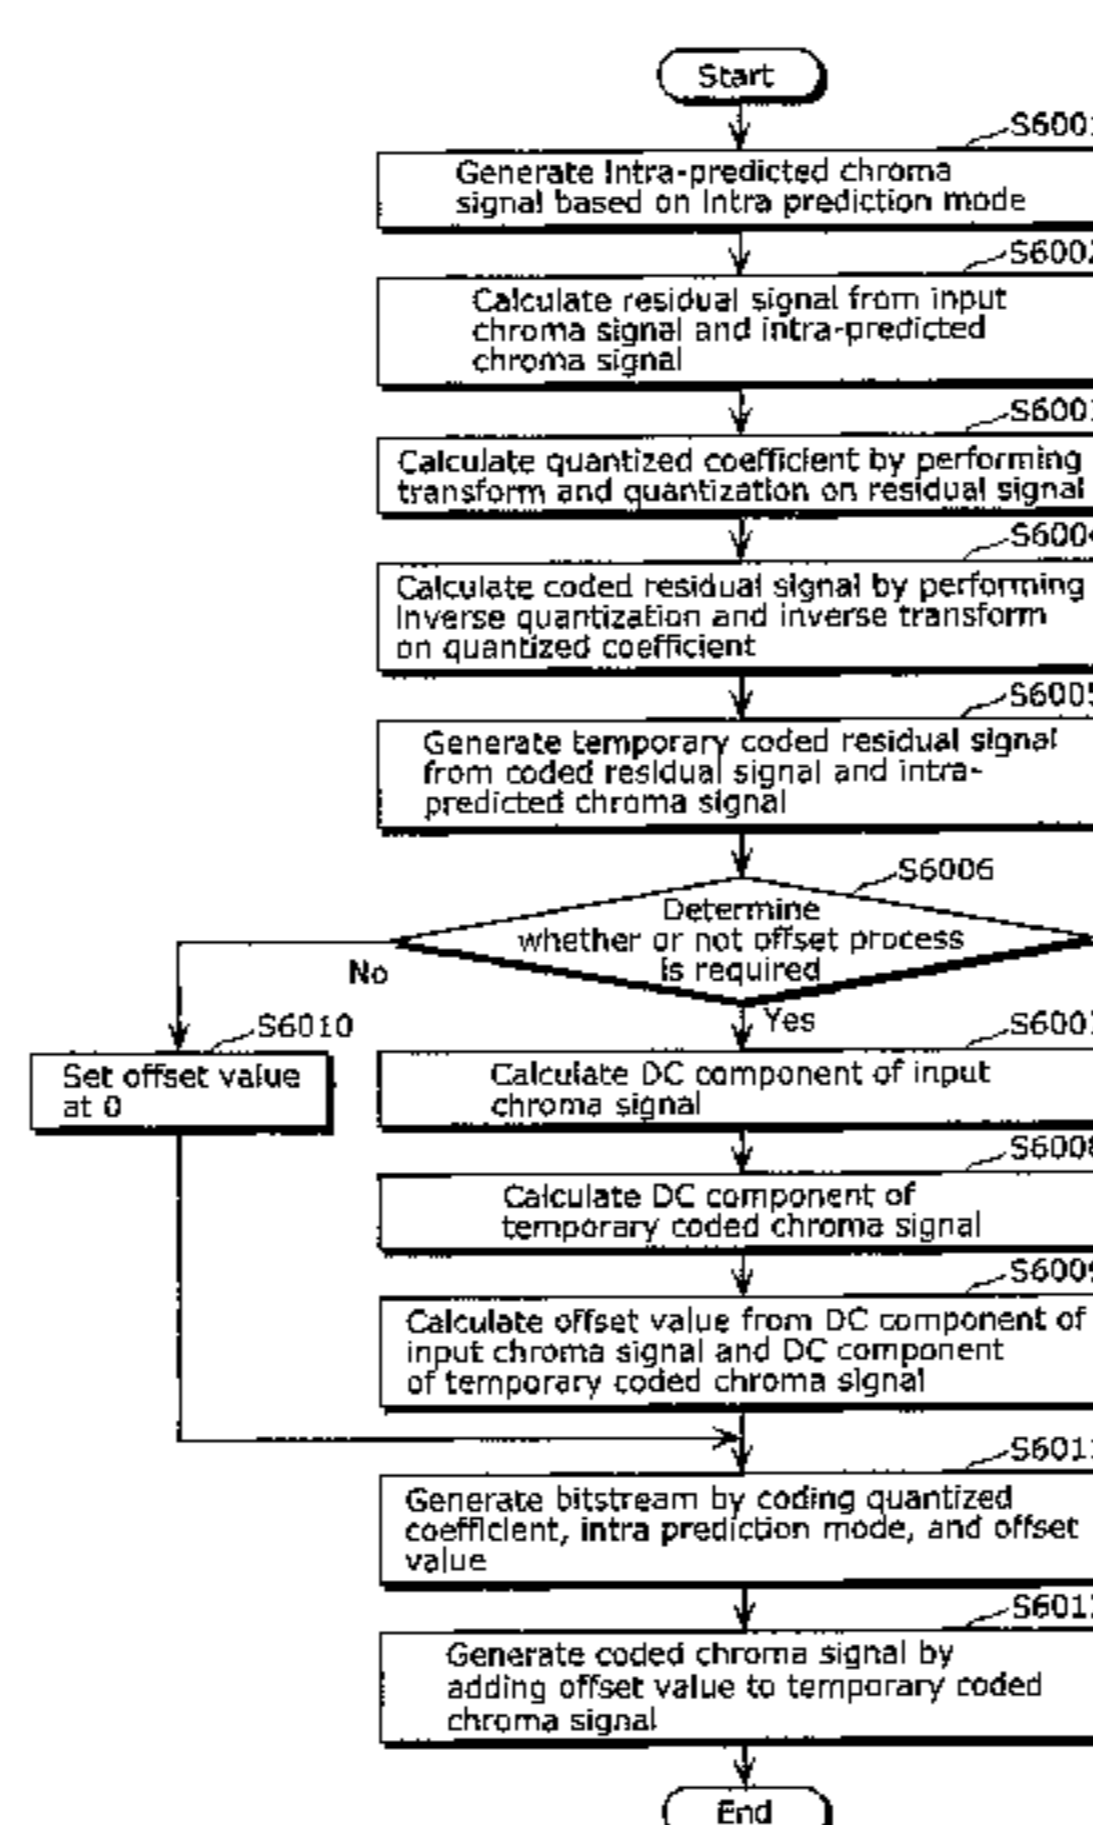 Start
S6001
Generate intra-predicted chroma
signal based on intra prediction mode
S6002
Calculate residual signal from input
chroma signal and intra-predicted
chroma signal
S6003
Calculate quantized coefficient by performing
transform and quantization on residual signal
S6004
Calculate coded residual signal by performing
inverse quantization and inverse transform
on quantized coefficient
S6005
Generate temporary coded residual signal
from coded residual signal and intra-
predicted chroma signal
S6006
Determine
whether or not offset process
is required
No
Yes
S6010
Set offset value
at 0
S6007
Calculate DC component of input
chroma signal
S6008
Calculate DC component of
temporary coded chroma signal
S6009
Calculate offset value from DC component of
input chroma signal and DC component
of temporary coded chroma signal
S6011
Generate bitstream by coding quantized
coefficient, intra prediction mode, and offset
value
S6012
Generate coded chroma signal by
adding offset value to temporary coded
chroma signal
End